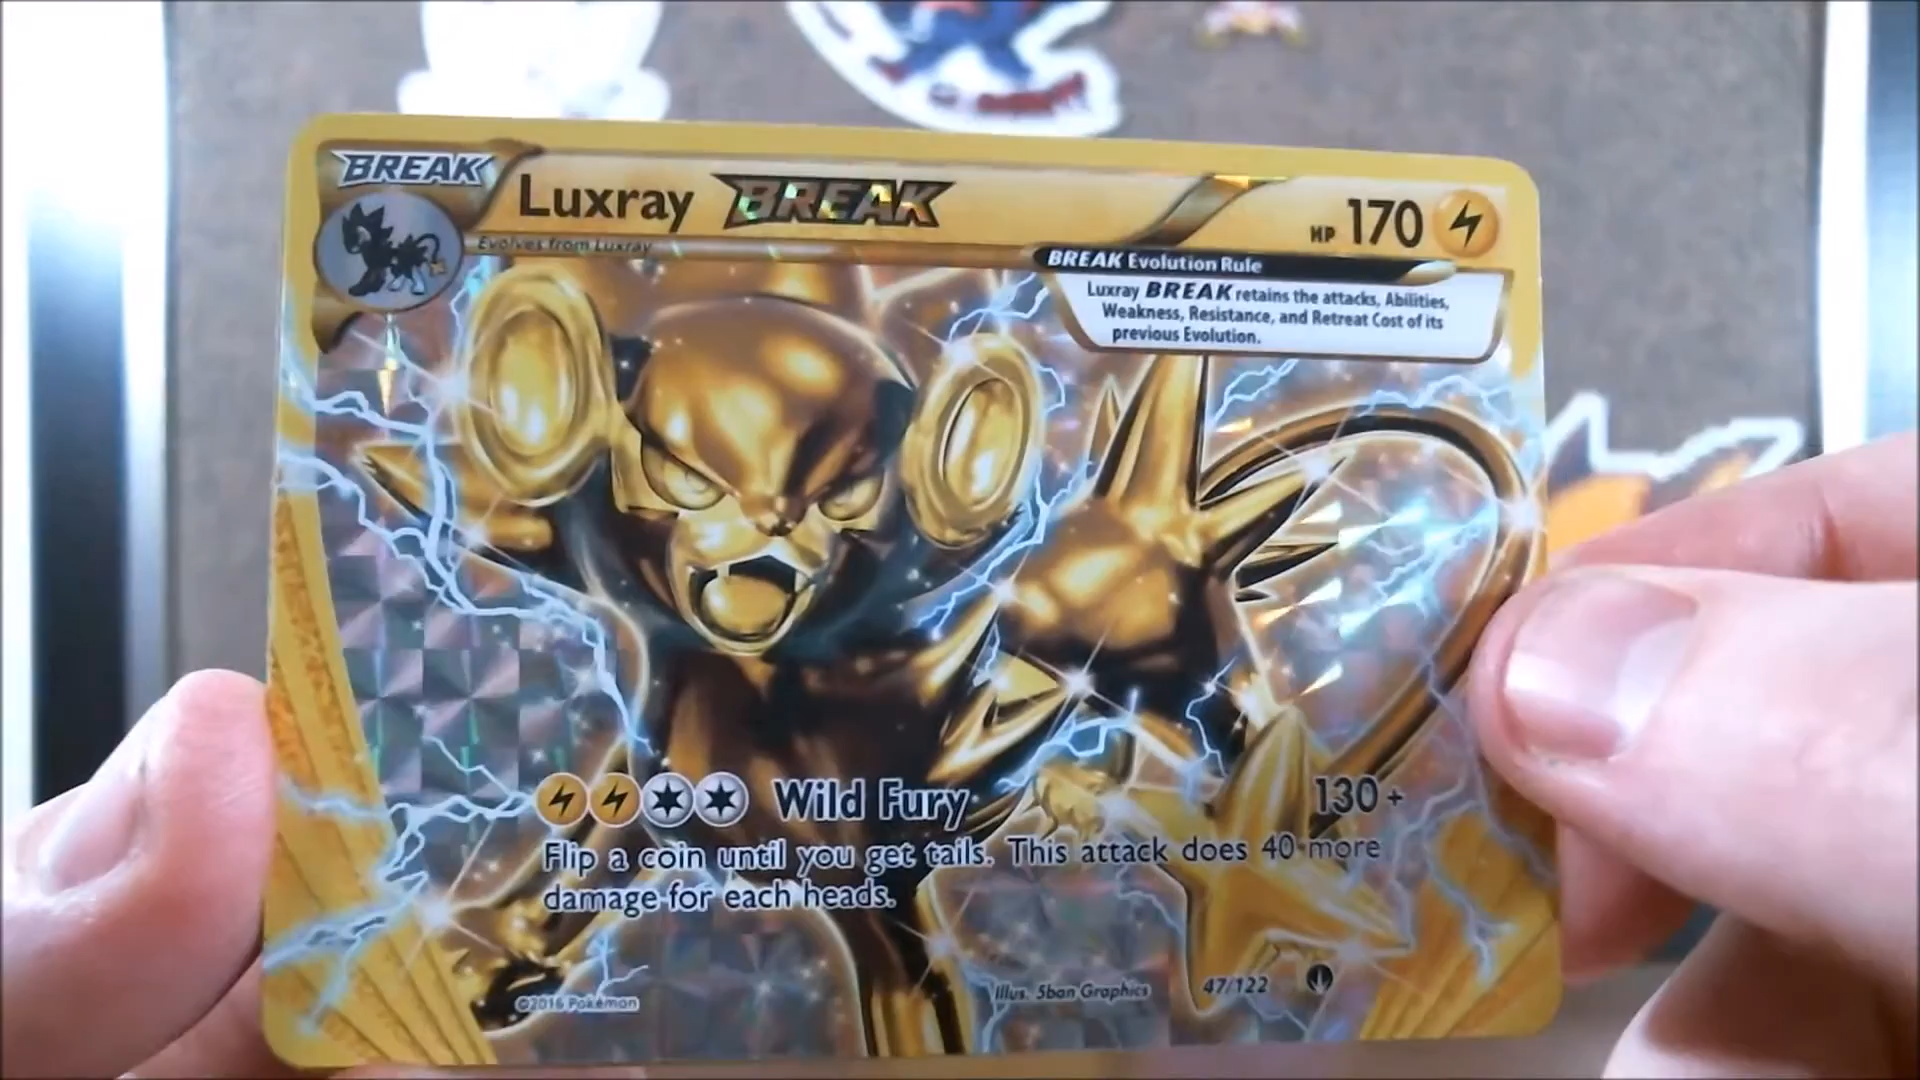 BREAK
Luxray BREAK
HP 170
Evolves from Luxray
BREAK Evolution Rule
Luxray BREAK retains the attacks, Abilities,
Weakness, Resistance, and Retreat Cost of its
previous Evolution.
Wild Fury 130+
Flip a coin until you get tails. This attack does 40 more
damage for each heads.
©2016 Pokémon
Illus. 5ban Graphics
47/122